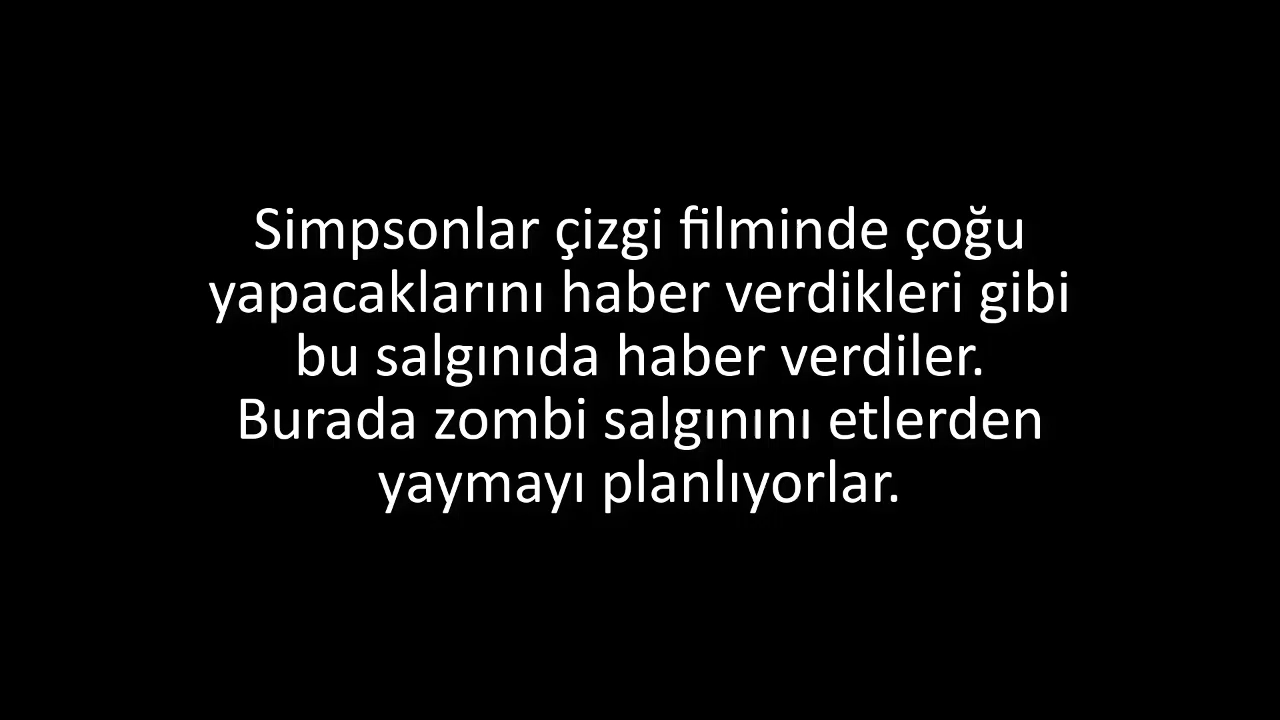 Simpsonlar çizgi filminde çoğu
yapacaklarını haber verdikleri gibi
bu salgınıda haber verdiler.
Burada zombi salgınını etlerden
yaymayı planlıyorlar.